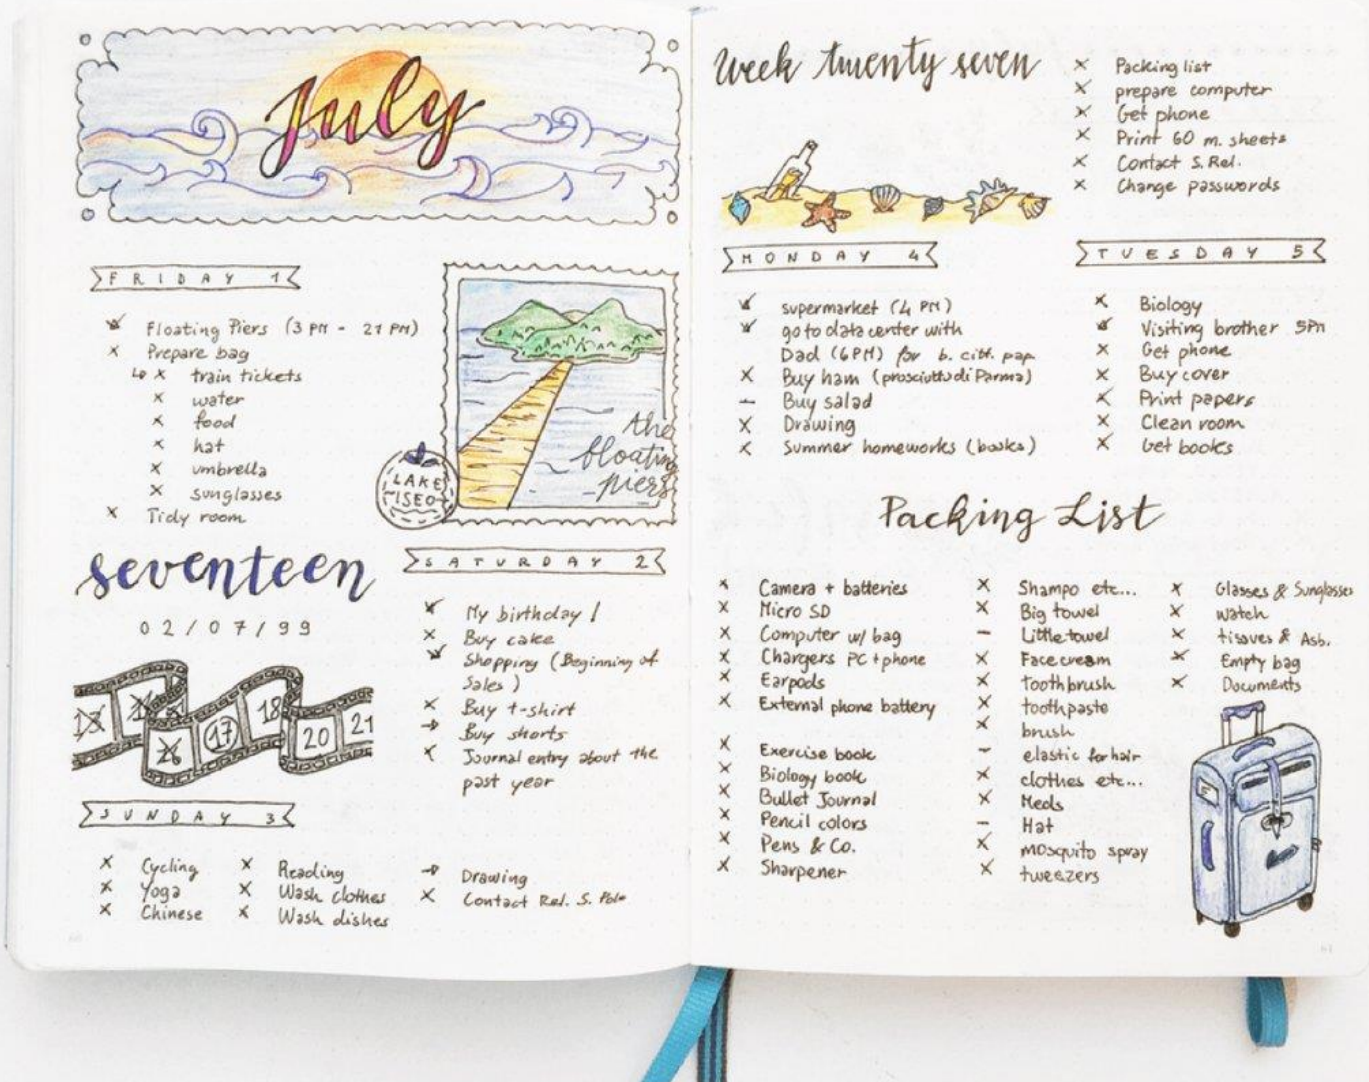 July
FRIDAY 1
Floating Piers (3 PM - 21 PM)
Prepare bag
train tickets
water
food
hat
umbrella
sunglasses
Tidy room
the
floating
piers
LAKE
ISEO
seventeen
02/07/99
15
16
17
18
20
21
SATURDAY 2
My birthday!
Buy cake
Shopping (Beginning of
Sales)
Buy t-shirt
Buy shorts
Journal entry about the
past year
SUNDAY 3
Cycling
Yoga
Chinese
Reading
Wash clothes
Wash dishes
Drawing
Contact Rel. S.
week twenty seven
Packing list
prepare computer
Get phone
Print 60 m. sheets
Contact S. Rel.
Change passwords
MONDAY 4
supermarket (4 PM)
go to data center with
Dad (6PM) for b. citt. pap
Buy ham (prosciutto di Parma)
Buy salad
Drawing
Summer homeworks (books)
TUESDAY 5
Biology
Visiting brother 5PM
Get phone
Buy cover
Print papers
Clean room
Get books
Packing List
Camera + batteries
Micro SD
Computer w/ bag
Chargers PC + phone
Earpods
External phone battery
Exercise book
Biology book
Bullet Journal
Pencil colors
Pens & Co.
Sharpener
Shampo etc...
Big towel
Little towel
Face cream
toothbrush
toothpaste
brush
elastic for hair
clothes etc...
Meds
Hat
mosquito spray
tweezers
Glasses & Sunglasses
watch
tissues & Asb.
Empty bag
Documents